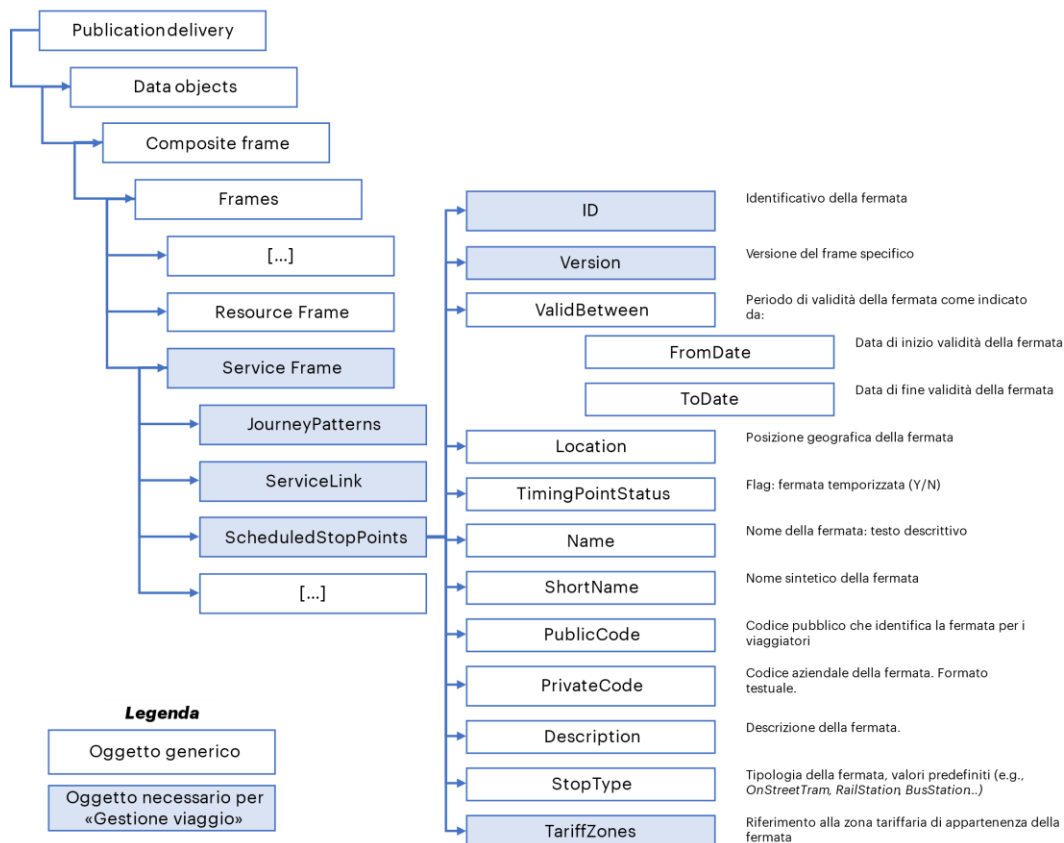 Publication delivery
Data objects
Composite frame
Frames
[...]
Resource Frame
Service Frame
JourneyPatterns
ServiceLink
ScheduledStopPoints
[...]
ID
Identificativo della fermata
Version
Versione del frame specifico
ValidBetween
Periodo di validità della fermata come indicato
da:
FromDate
Data di inizio validità della fermata
ToDate
Data di fine validità della fermata
Location
Posizione geografica della fermata
TimingPointStatus
Flag: fermata temporizzata (Y/N)
Name
Nome della fermata: testo descrittivo
ShortName
Nome sintetico della fermata
PublicCode
Codice pubblico che identifica la fermata per i
viaggiatori
PrivateCode
Codice aziendale della fermata. Formato
testuale.
Description
Descrizione della fermata.
StopType
Tipologia della fermata, valori predefiniti (e.g.,
OnStreetTram, RailStation, BusStation...)
TariffZones
Riferimento alla zona tariffaria di appartenenza della
fermata
Legenda
Oggetto generico
Oggetto necessario per
«Gestione viaggio»